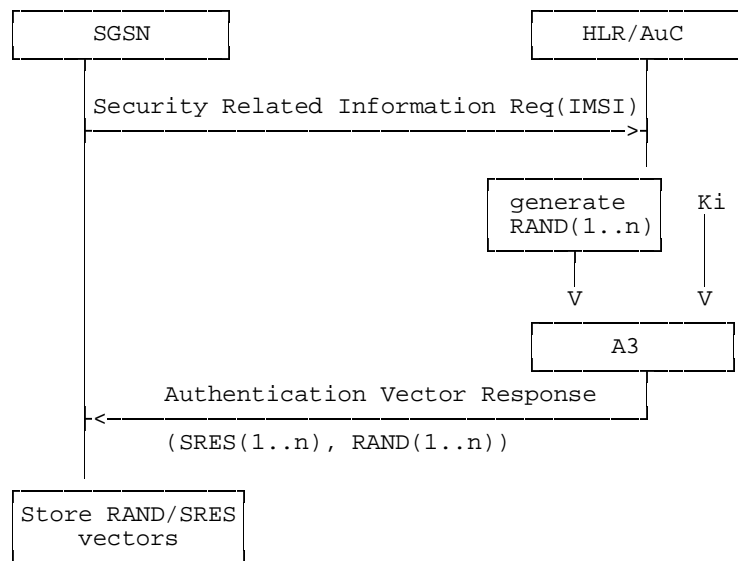 SGSN
HLR/AuC
Security Related Information Req(IMSI)
generate
RAND(1..n)
Ki
V
V
A3
Authentication Vector Response
(SRES(1..n), RAND(1..n))
Store RAND/SRES
vectors